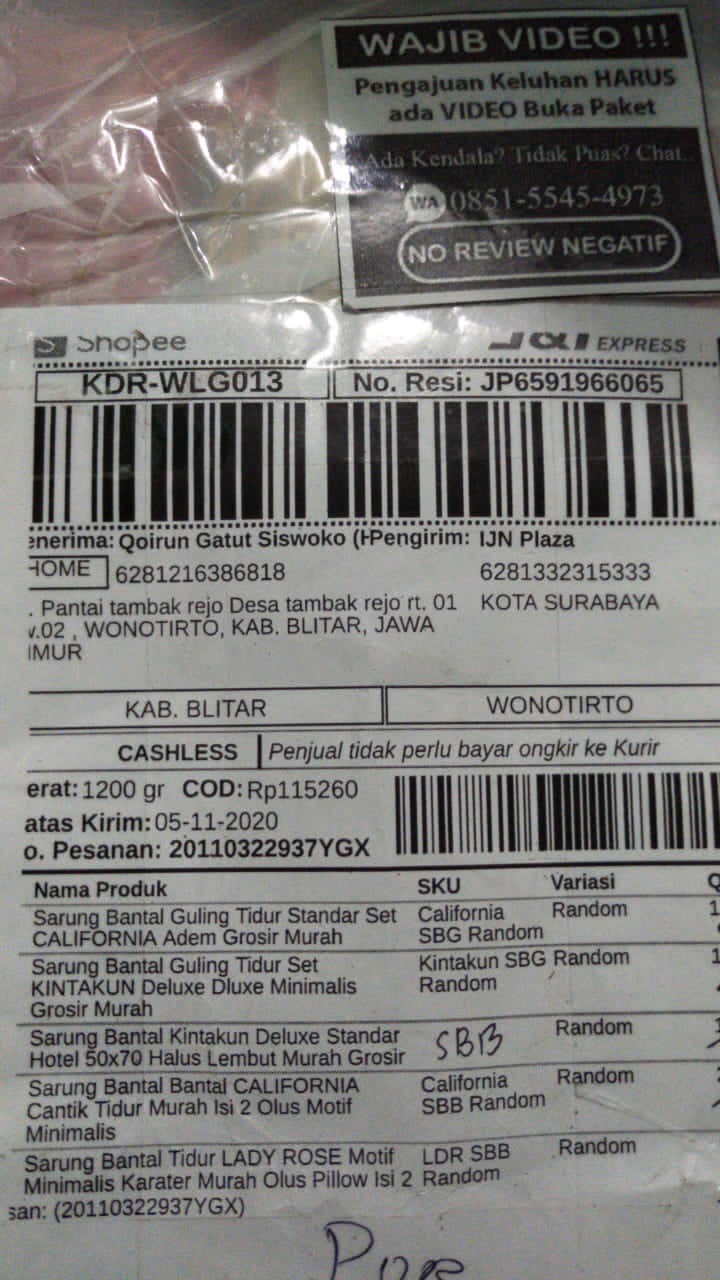 WAJIB VIDEO !!!
Pengajuan Keluhan HARUS
ada VIDEO Buka Paket
Ada Kendala? Tidak Puas? Chat..
WA 0851-5545-4973
NO REVIEW NEGATIF
Shopee
J&T EXPRESS
KDR-WLG013
No. Resi: JP6591966065
enerima: Qoirun Gatut Siswoko (H
Pengirim: IJN Plaza
HOME 6281216386818
6281332315333
. Pantai tambak rejo Desa tambak rejo rt. 01
KOTA SURABAYA
w.02 , WONOTIRTO, KAB. BLITAR, JAWA
IMUR
KAB. BLITAR
WONOTIRTO
CASHLESS Penjual tidak perlu bayar ongkir ke Kurir
erat: 1200 gr COD: Rp115260
atas Kirim: 05-11-2020
o. Pesanan: 20110322937YGX
Nama Produk SKU Variasi Q
Sarung Bantal Guling Tidur Standar Set California Random 1
CALIFORNIA Adem Grosir Murah SBG Random
Sarung Bantal Guling Tidur Set Kintakun SBG Random 1
KINTAKUN Deluxe Dluxe Minimalis Random
Grosir Murah
Sarung Bantal Kintakun Deluxe Standar SBB Random
Hotel 50x70 Halus Lembut Murah Grosir
Sarung Bantal Bantal CALIFORNIA California Random
Cantik Tidur Murah Isi 2 Olus Motif SBB Random
Minimalis
Sarung Bantal Tidur LADY ROSE Motif LDR SBB Random
Minimalis Karater Murah Olus Pillow Isi 2 Random
san: (20110322937YGX)